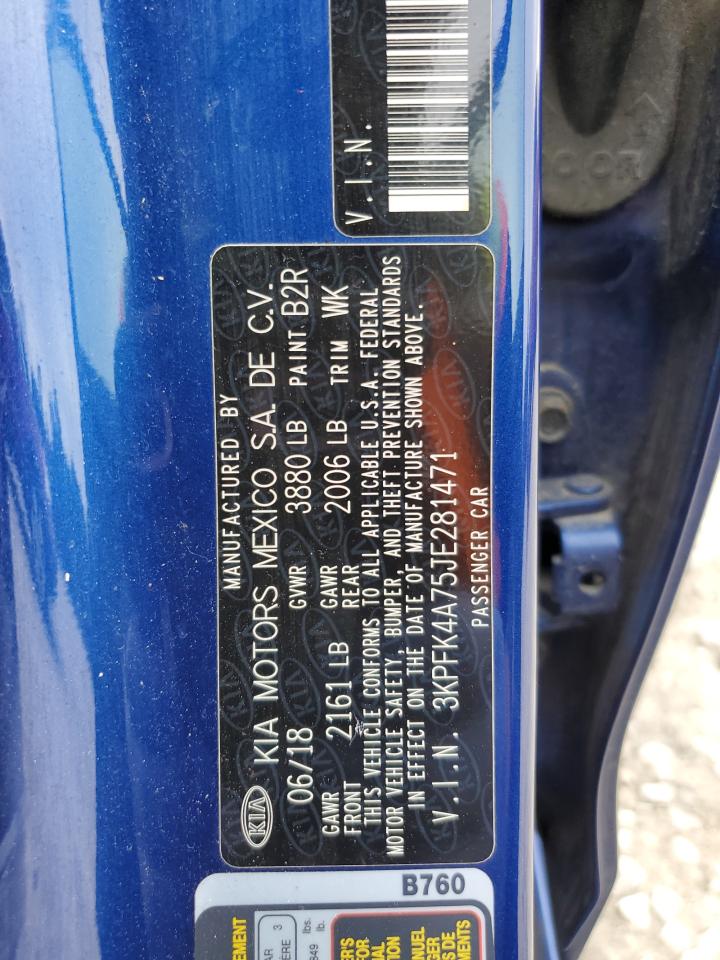 V.I.N.
MANUFACTURED BY
KIA KIA MOTORS MEXICO S.A. DE C.V.
06/18 GVWR 3880 LB PAINT B2R
GAWR FRONT 2161 LB GAWR REAR 2006 LB TRIM WK
THIS VEHICLE CONFORMS TO ALL APPLICABLE U.S.A. FEDERAL
MOTOR VEHICLE SAFETY, BUMPER, AND THEFT PREVENTION STANDARDS
IN EFFECT ON THE DATE OF MANUFACTURE SHOWN ABOVE.
V.I.N. 3KPFK4A75JE281471
PASSENGER CAR
B760